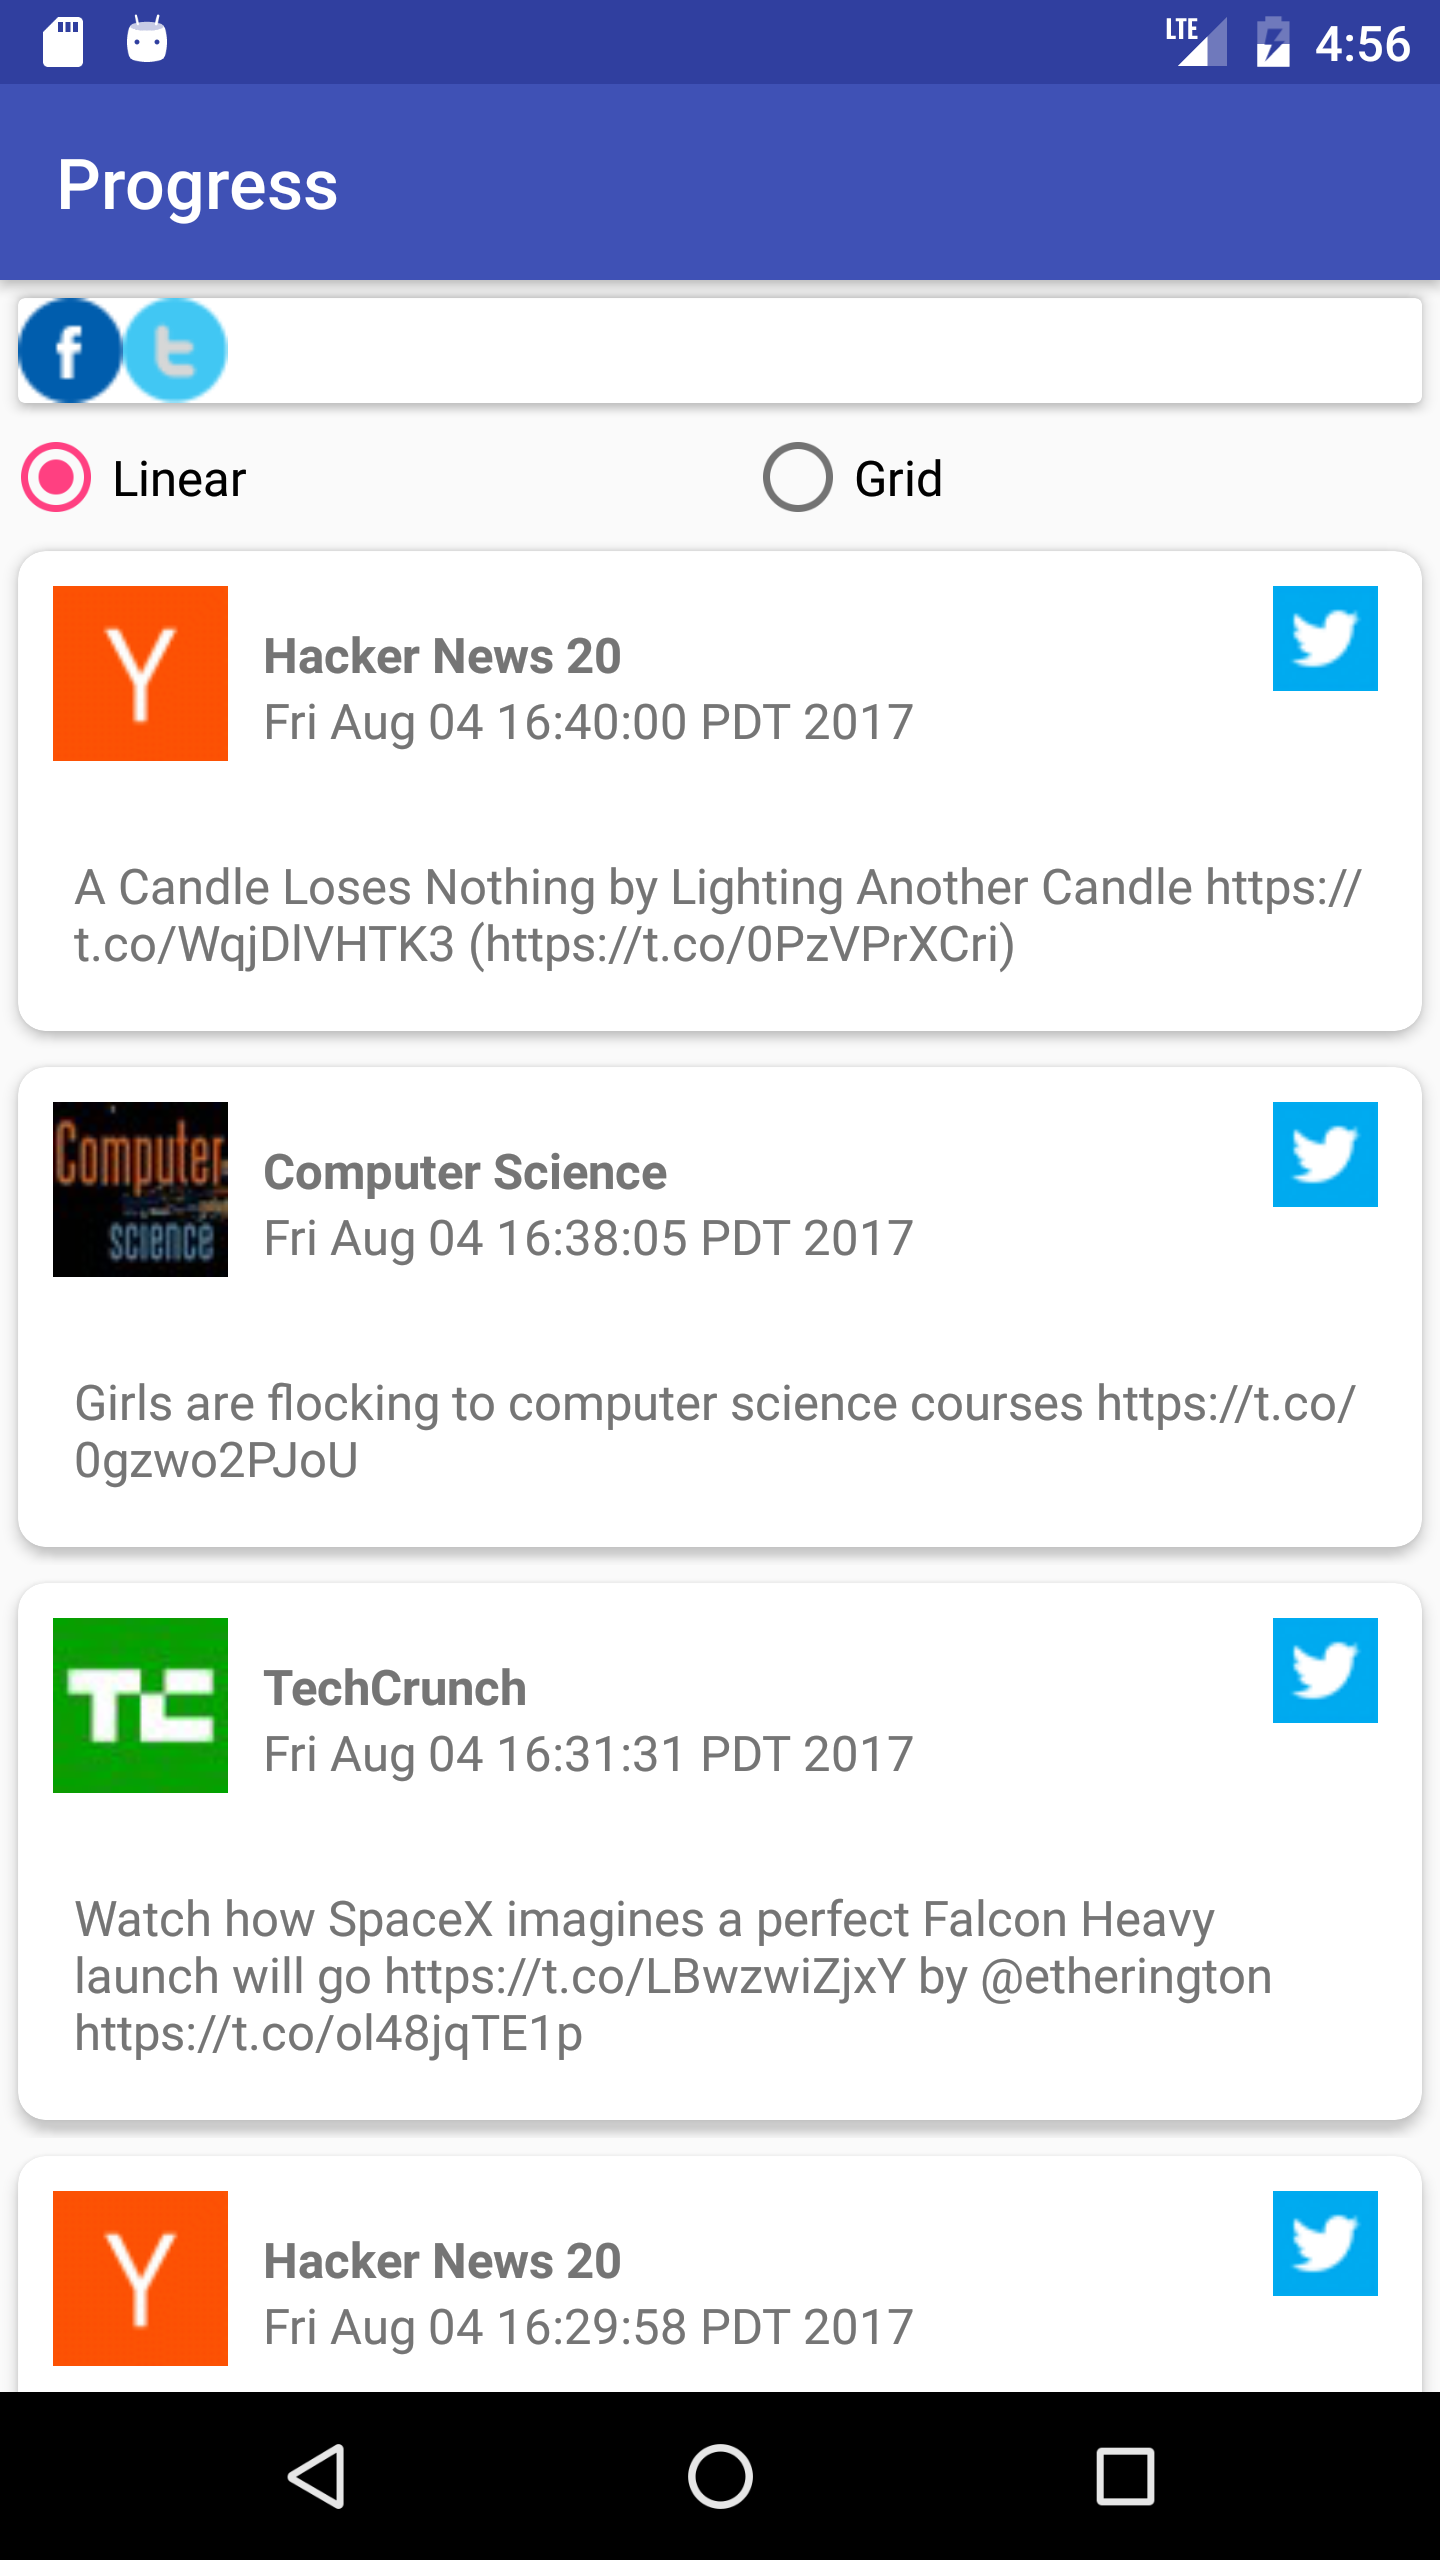 LTE 4:56
Progress
f t
Linear Grid
Y
Hacker News 20
Fri Aug 04 16:40:00 PDT 2017
A Candle Loses Nothing by Lighting Another Candle https://
t.co/WqjDlVHTK3 (https://t.co/0PzVPrXCri)
Computer
science
Computer Science
Fri Aug 04 16:38:05 PDT 2017
Girls are flocking to computer science courses https://t.co/
0gzwo2PJoU
TC
TechCrunch
Fri Aug 04 16:31:31 PDT 2017
Watch how SpaceX imagines a perfect Falcon Heavy
launch will go https://t.co/LBwzwiZjxY by @etherington
https://t.co/ol48jqTE1p
Y
Hacker News 20
Fri Aug 04 16:29:58 PDT 2017